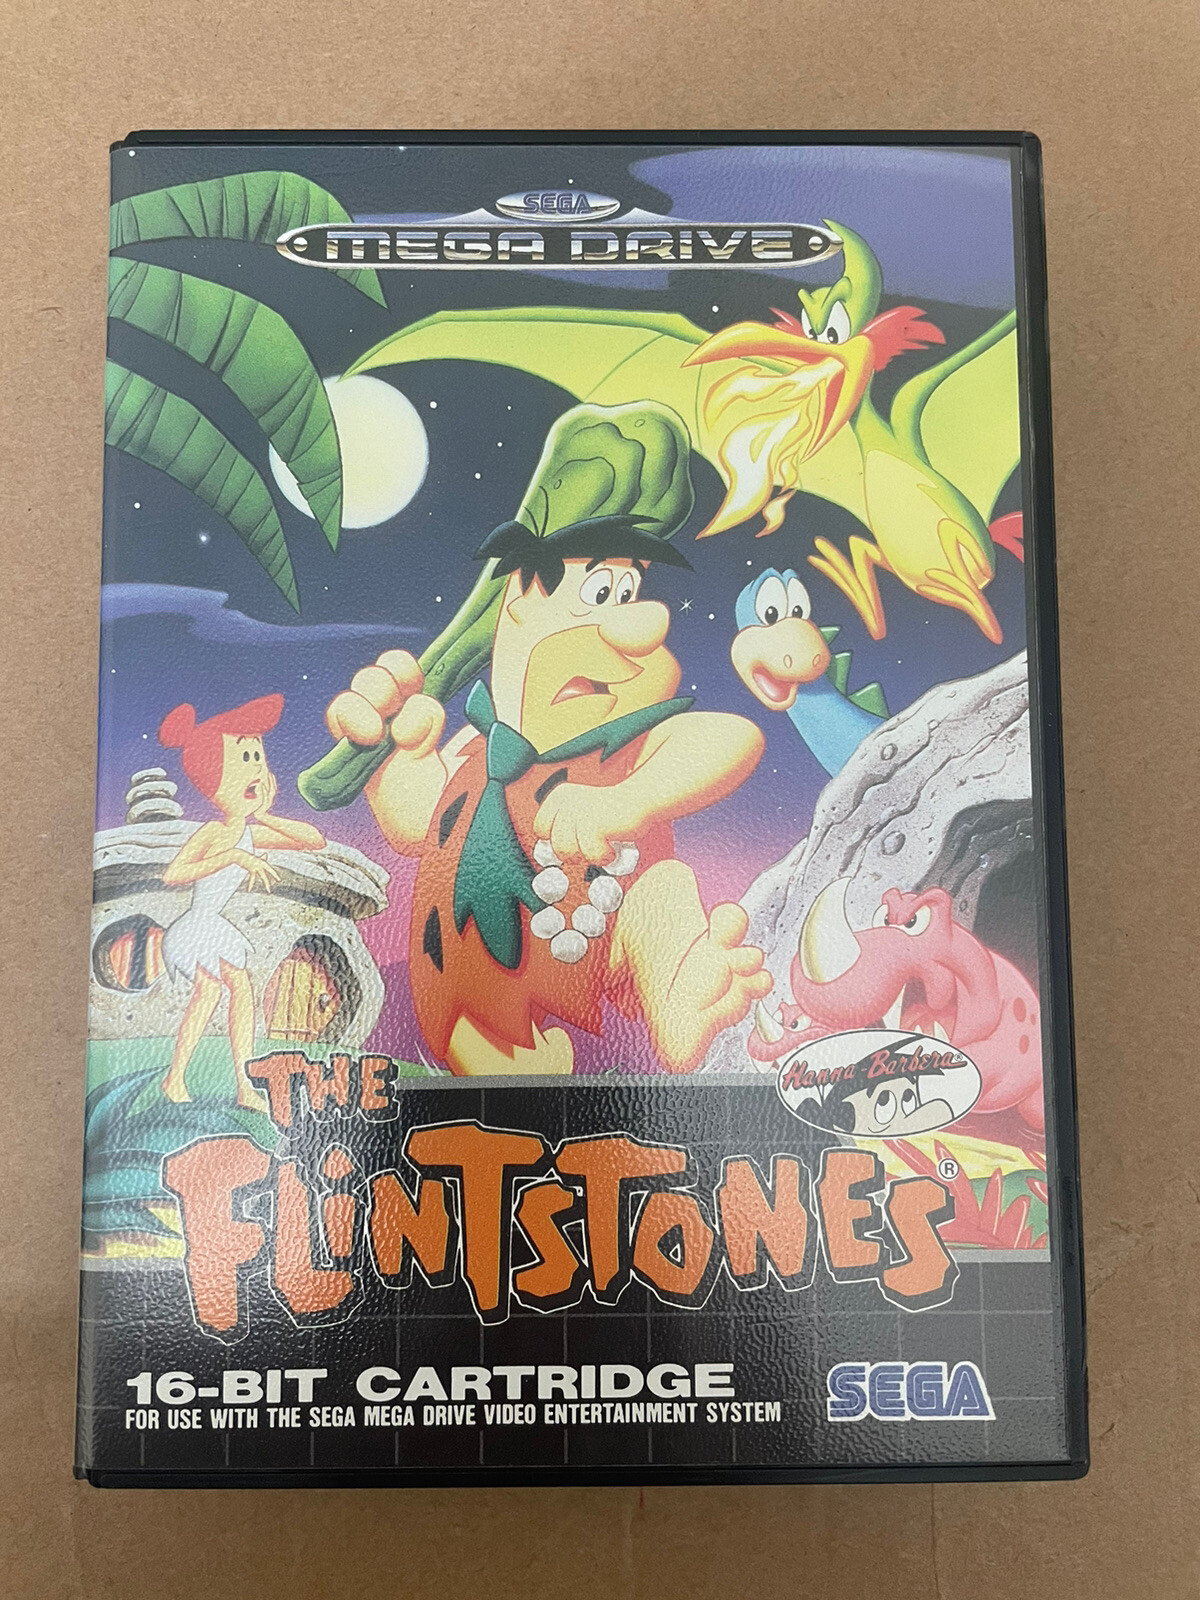 SEGA
MEGA DRIVE
Hanna-Barbera®
THE
FLINTSTONES®
16-BIT CARTRIDGE
FOR USE WITH THE SEGA MEGA DRIVE VIDEO ENTERTAINMENT SYSTEM
SEGA